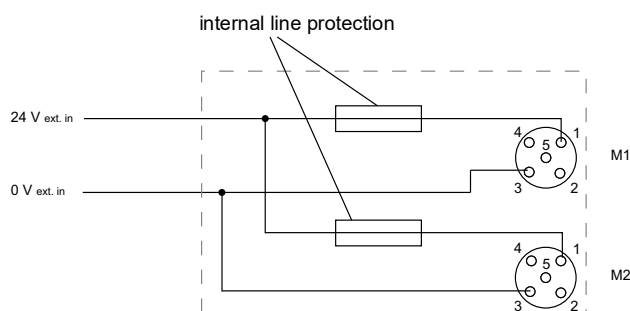 internal line protection
24 V ext. in
4
1
5
3
2
M1
0 V ext. in
4
1
5
3
2
M2